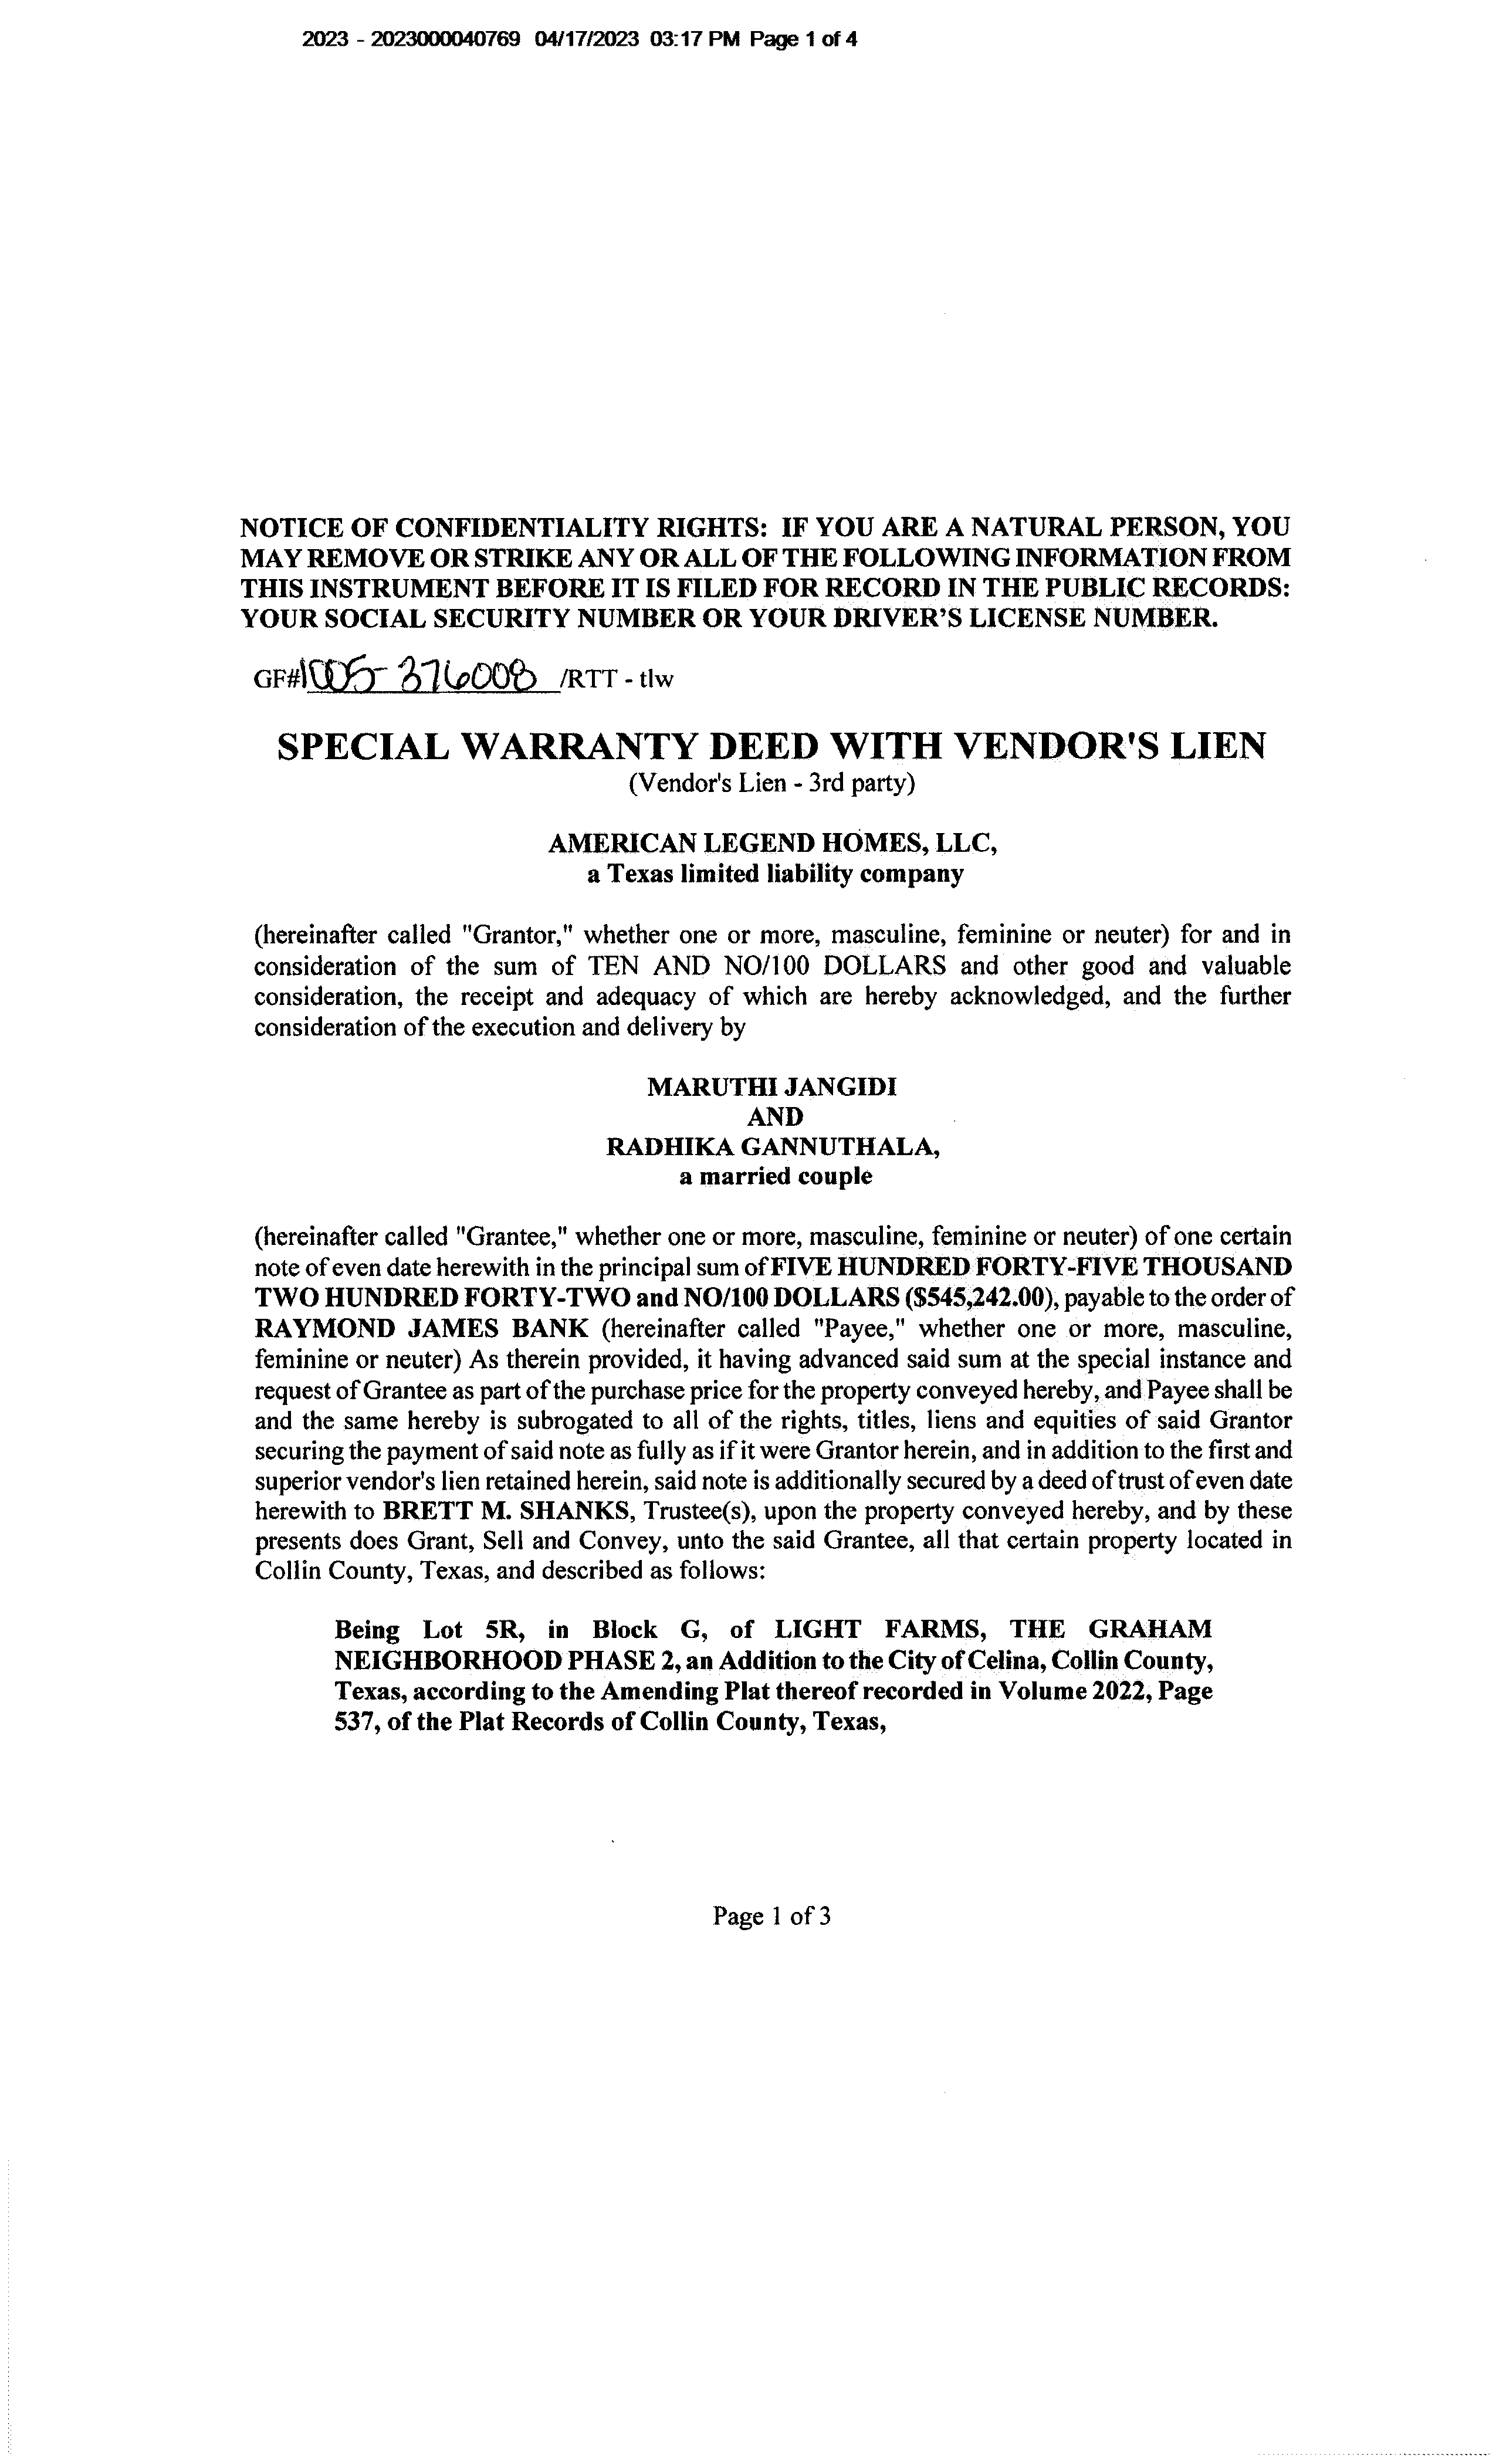 2023 - 2023000040769 04/17/2023 03:17 PM Page 1 of 4
NOTICE OF CONFIDENTIALITY RIGHTS: IF YOU ARE A NATURAL PERSON, YOU
MAY REMOVE OR STRIKE ANY OR ALL OF THE FOLLOWING INFORMATION FROM
THIS INSTRUMENT BEFORE IT IS FILED FOR RECORD IN THE PUBLIC RECORDS:
YOUR SOCIAL SECURITY NUMBER OR YOUR DRIVER'S LICENSE NUMBER.
GF#1005-376008 /RTT - tlw
SPECIAL WARRANTY DEED WITH VENDOR'S LIEN
(Vendor's Lien - 3rd party)
AMERICAN LEGEND HOMES, LLC,
a Texas limited liability company
(hereinafter called "Grantor," whether one or more, masculine, feminine or neuter) for and in
consideration of the sum of TEN AND NO/100 DOLLARS and other good and valuable
consideration, the receipt and adequacy of which are hereby acknowledged, and the further
consideration of the execution and delivery by
MARUTHI JANGIDI
AND
RADHIKA GANNUTHALA,
a married couple
(hereinafter called "Grantee," whether one or more, masculine, feminine or neuter) of one certain
note of even date herewith in the principal sum of FIVE HUNDRED FORTY-FIVE THOUSAND
TWO HUNDRED FORTY-TWO and NO/100 DOLLARS ($545,242.00), payable to the order of
RAYMOND JAMES BANK (hereinafter called "Payee," whether one or more, masculine,
feminine or neuter) As therein provided, it having advanced said sum at the special instance and
request of Grantee as part of the purchase price for the property conveyed hereby, and Payee shall be
and the same hereby is subrogated to all of the rights, titles, liens and equities of said Grantor
securing the payment of said note as fully as if it were Grantor herein, and in addition to the first and
superior vendor's lien retained herein, said note is additionally secured by a deed of trust of even date
herewith to BRETT M. SHANKS, Trustee(s), upon the property conveyed hereby, and by these
presents does Grant, Sell and Convey, unto the said Grantee, all that certain property located in
Collin County, Texas, and described as follows:
Being Lot 5R, in Block G, of LIGHT FARMS, THE GRAHAM
NEIGHBORHOOD PHASE 2, an Addition to the City of Celina, Collin County,
Texas, according to the Amending Plat thereof recorded in Volume 2022, Page
537, of the Plat Records of Collin County, Texas,
Page 1 of 3